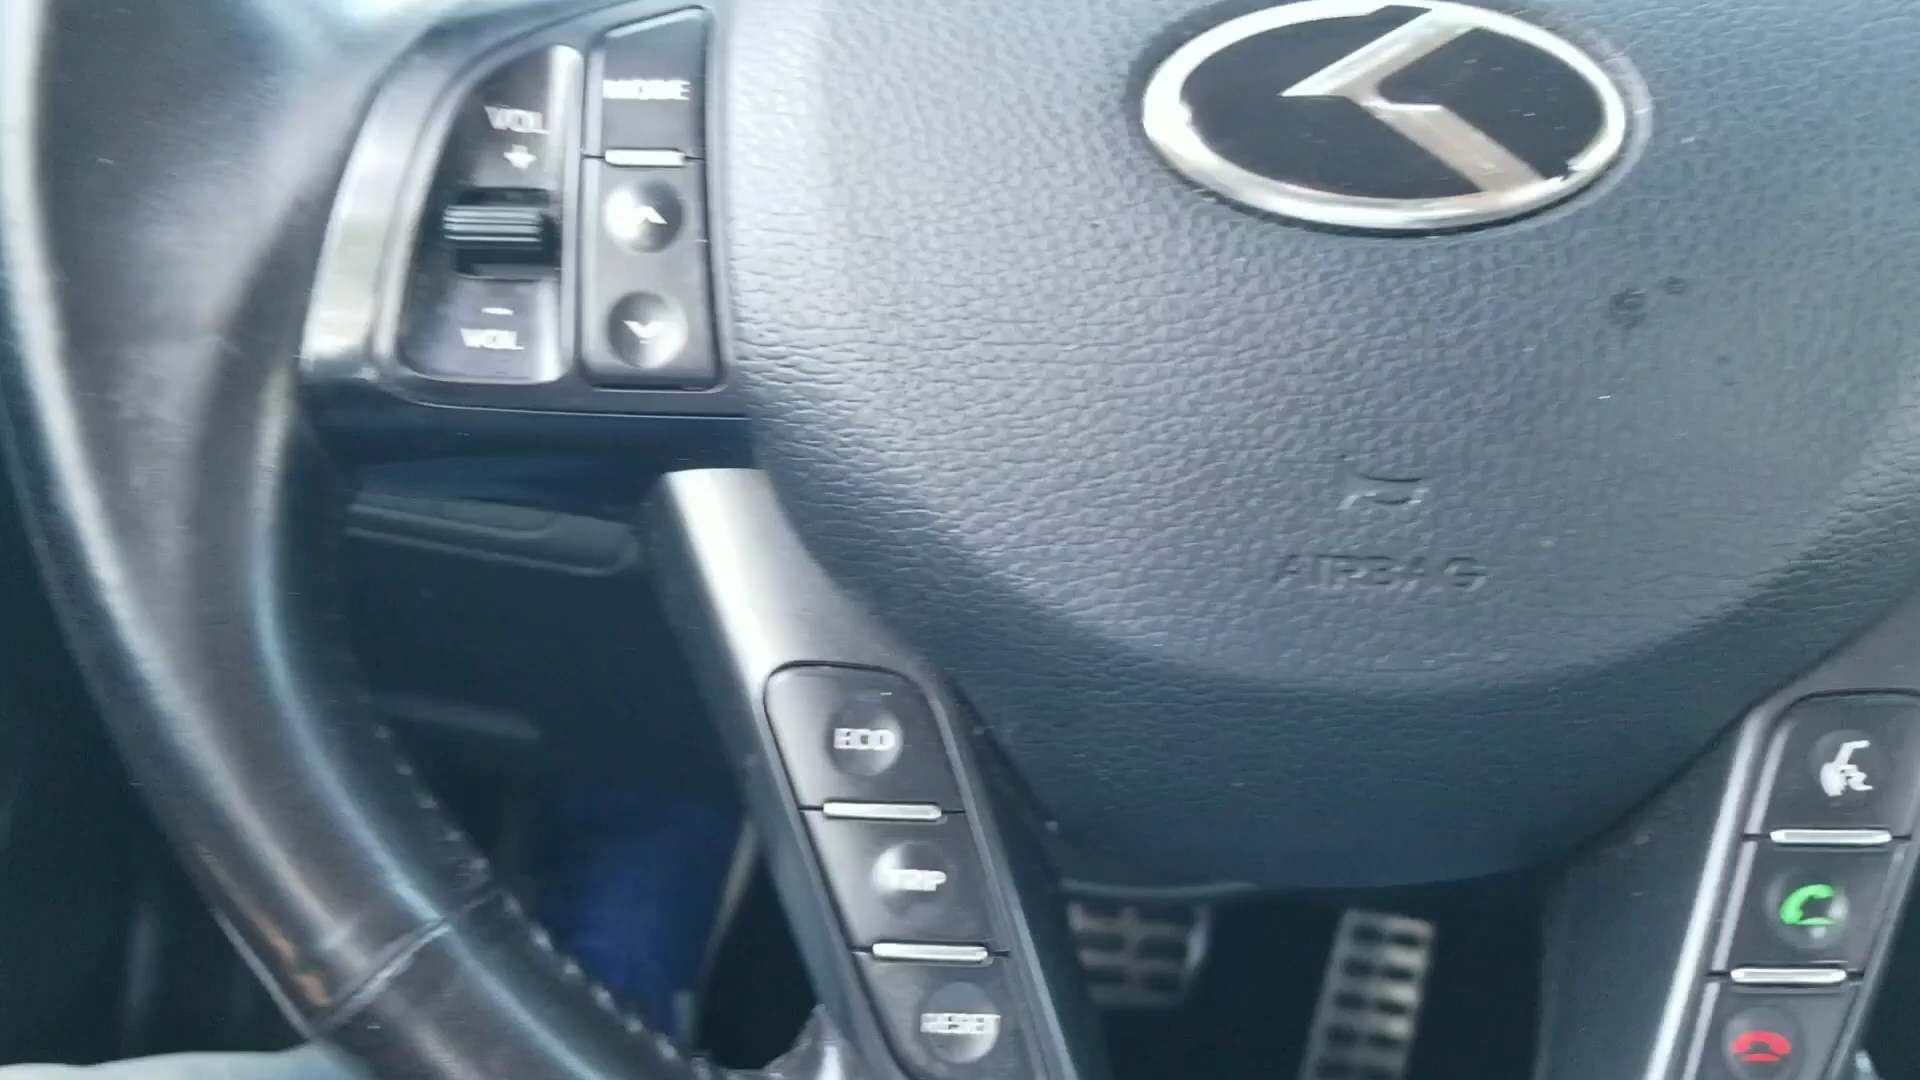 MODE
VOL
+
-
VOL
AIRBAG
ECO
TRIP
RESET